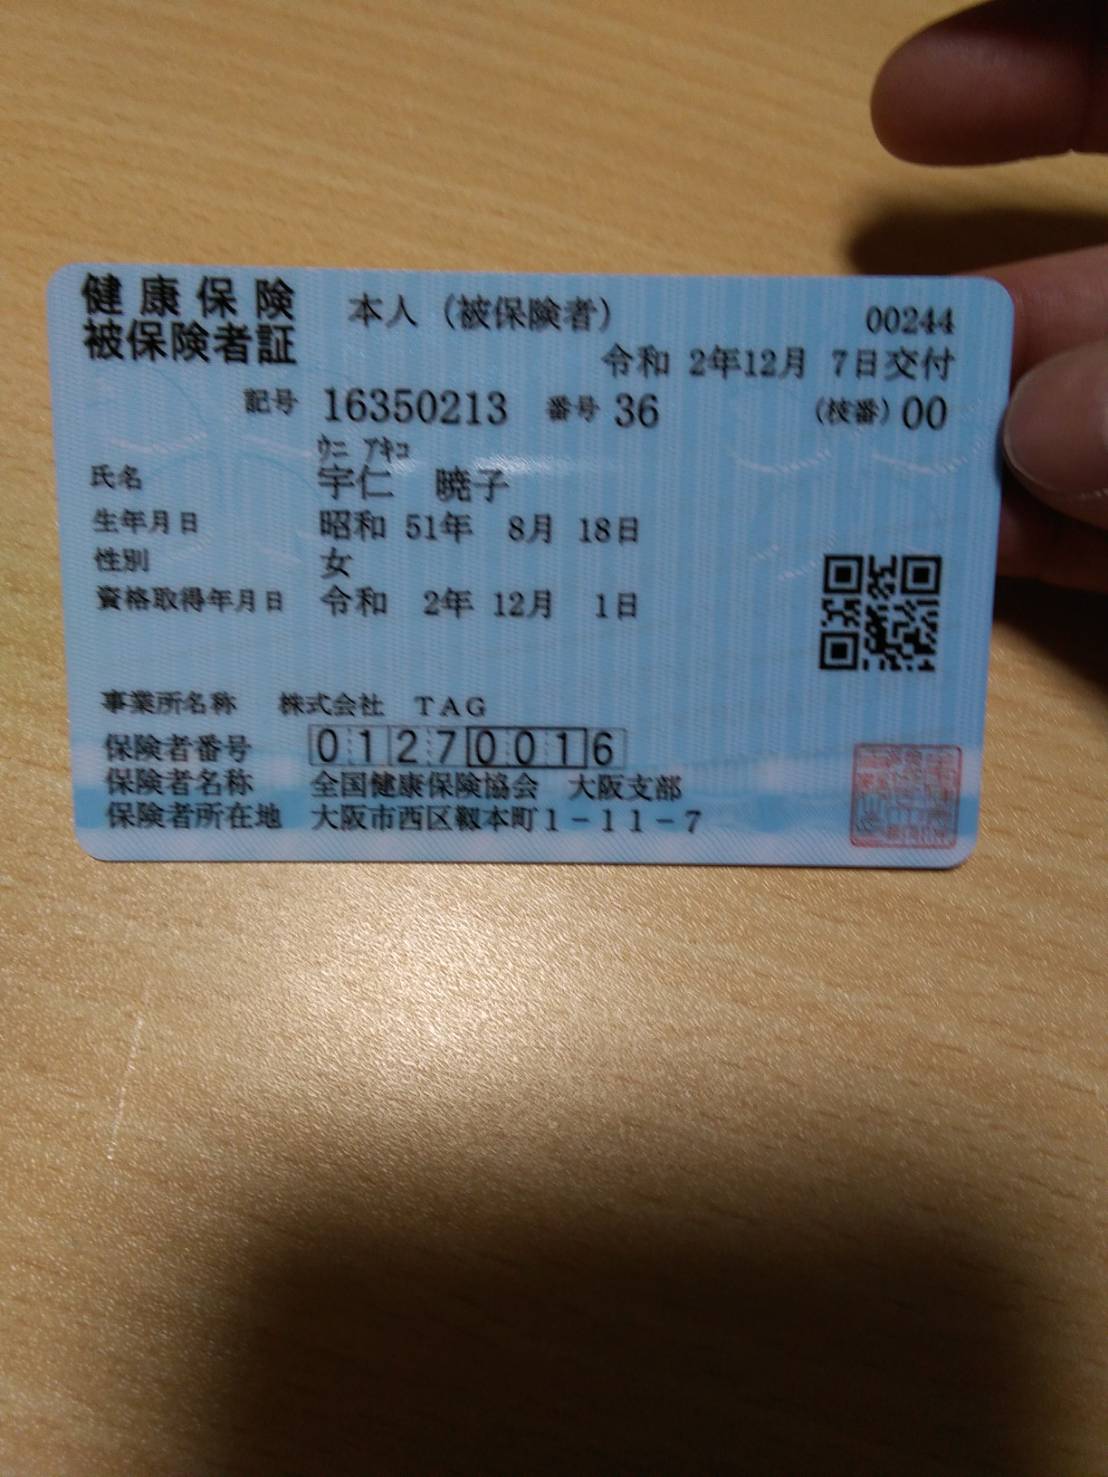 健康保険
被保険者証
本人（被保険者）
00244
令和 2年12月 7日交付
記号 16350213 番号 36 （枝番）00
ｳﾆ ｱｷｺ
氏名 宇仁 暁子
生年月日 昭和 51年 8月 18日
性別 女
資格取得年月日 令和 2年 12月 1日
事業所名称 株式会社 ＴＡＧ
保険者番号 01270016
保険者名称 全国健康保険協会 大阪支部
保険者所在地 大阪市西区靱本町１－１１－７